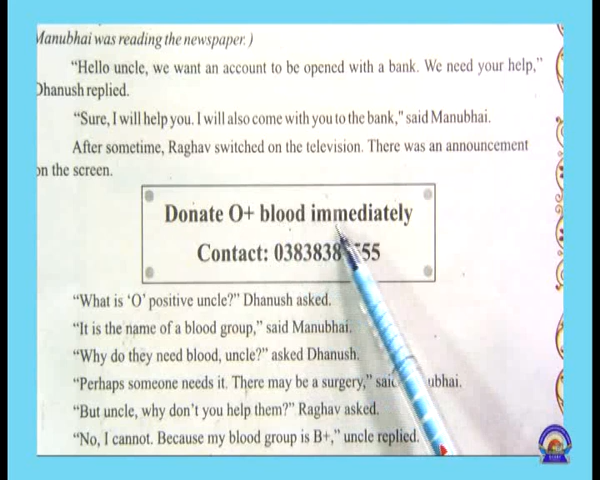 Manubhai was reading the newspaper. )
"Hello uncle, we want an account to be opened with a bank. We need your help,"
Dhanush replied.
"Sure, I will help you. I will also come with you to the bank," said Manubhai.
After sometime, Raghav switched on the television. There was an announcement
on the screen.
Donate O+ blood immediately
Contact: 0383838 55
"What is 'O' positive uncle?" Dhanush asked.
"It is the name of a blood group," said Manubhai.
"Why do they need blood, uncle?" asked Dhanush.
"Perhaps someone needs it. There may be a surgery," said ubhai.
"But uncle, why don't you help them?" Raghav asked.
"No, I cannot. Because my blood group is B+," uncle replied.